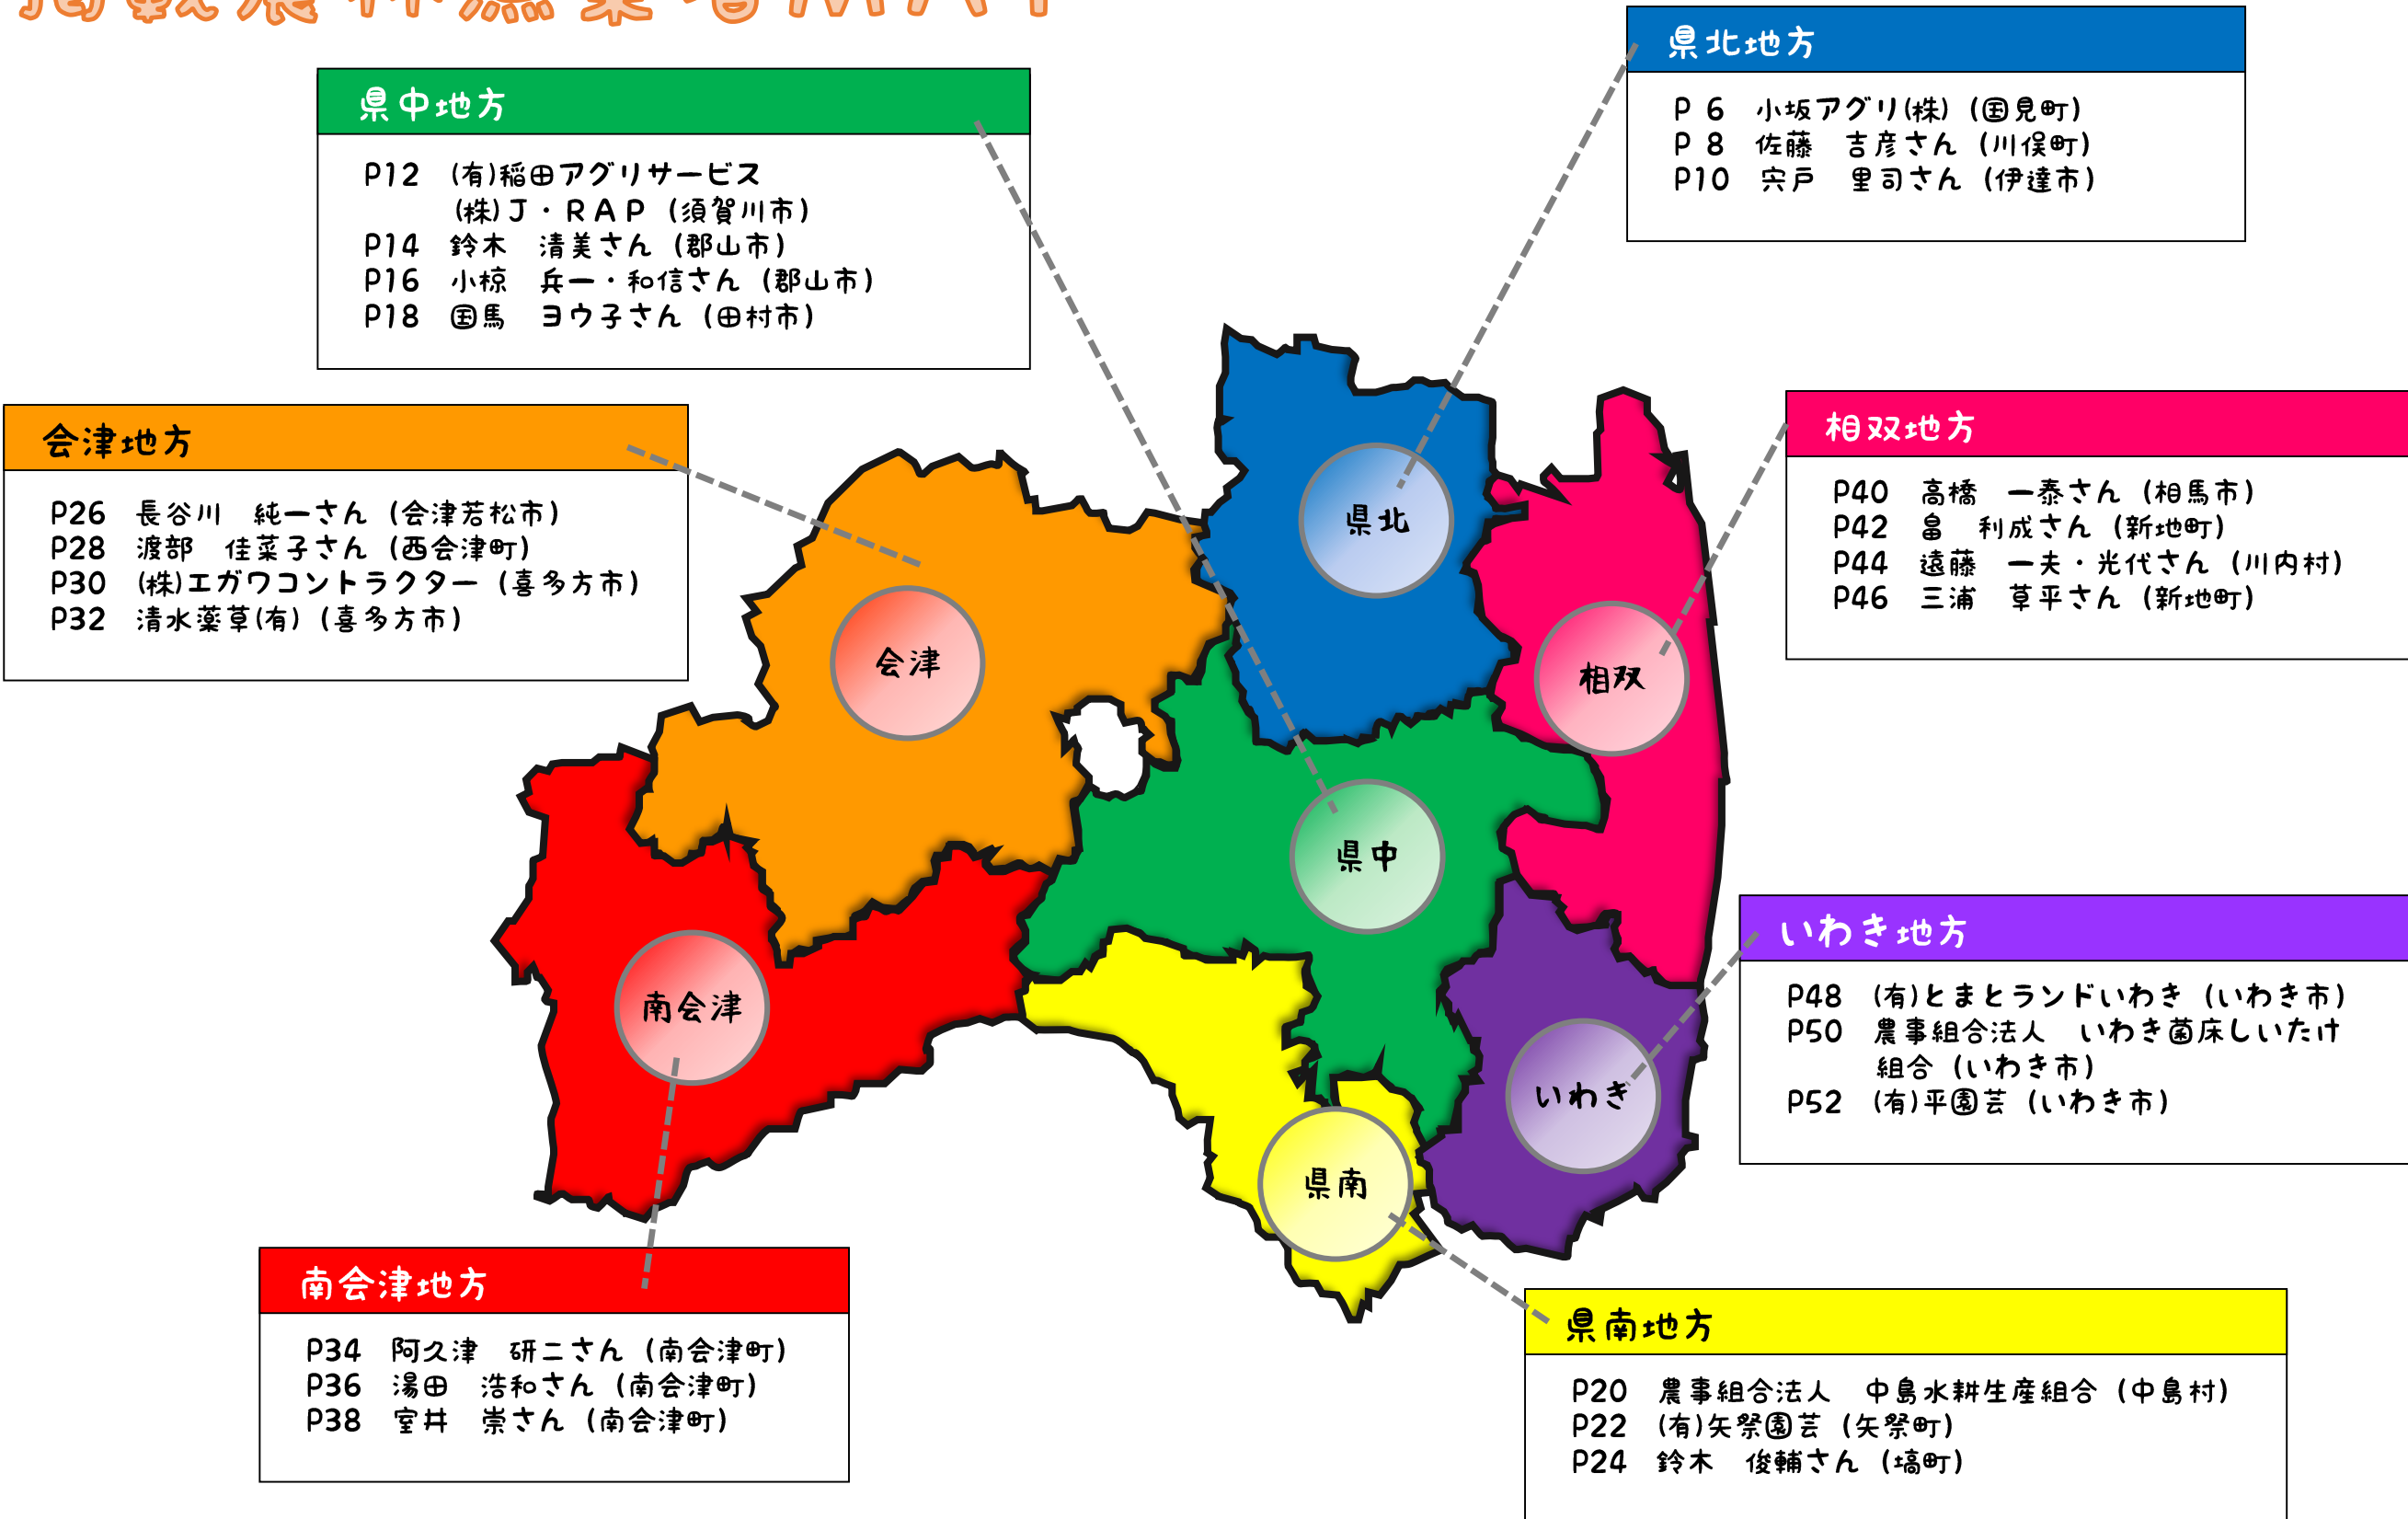 県北地方
P 6 小坂アグリ(株)(国見町)
P 8 佐藤 吉彦さん(川俣町)
P10 宍戸 里司さん(伊達市)
県中地方
P12 (有)稲田アグリサービス
(株)J・RAP(須賀川市)
P14 鈴木 清美さん(郡山市)
P16 小椋 兵一・和信さん(郡山市)
P18 国馬 ヨウ子さん(田村市)
会津地方
P26 長谷川 純一さん(会津若松市)
P28 渡部 佳菜子さん(西会津町)
P30 (株)エガワコントラクター(喜多方市)
P32 清水薬草(有)(喜多方市)
相双地方
P40 高橋 一泰さん(相馬市)
P42 畠 利成さん(新地町)
P44 遠藤 一夫・光代さん(川内村)
P46 三浦 草平さん(新地町)
県北
会津
相双
県中
南会津
いわき
県南
いわき地方
P48 (有)とまとランドいわき(いわき市)
P50 農事組合法人 いわき菌床しいたけ
組合(いわき市)
P52 (有)平園芸(いわき市)
南会津地方
P34 阿久津 研二さん(南会津町)
P36 湯田 浩和さん(南会津町)
P38 室井 崇さん(南会津町)
県南地方
P20 農事組合法人 中島水耕生産組合(中島村)
P22 (有)矢祭園芸(矢祭町)
P24 鈴木 俊輔さん(塙町)